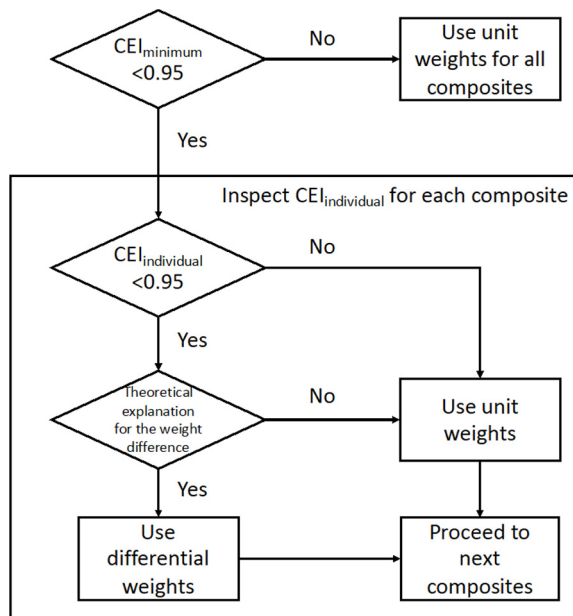 CEIminimum
<0.95
No
Use unit
weights for all
composites
Yes
Inspect CEIindividual for each composite
CEIindividual
<0.95
No
Yes
Theoretical
explanation
for the weight
difference
No
Use unit
weights
Yes
Use
differential
weights
Proceed to
next
composites